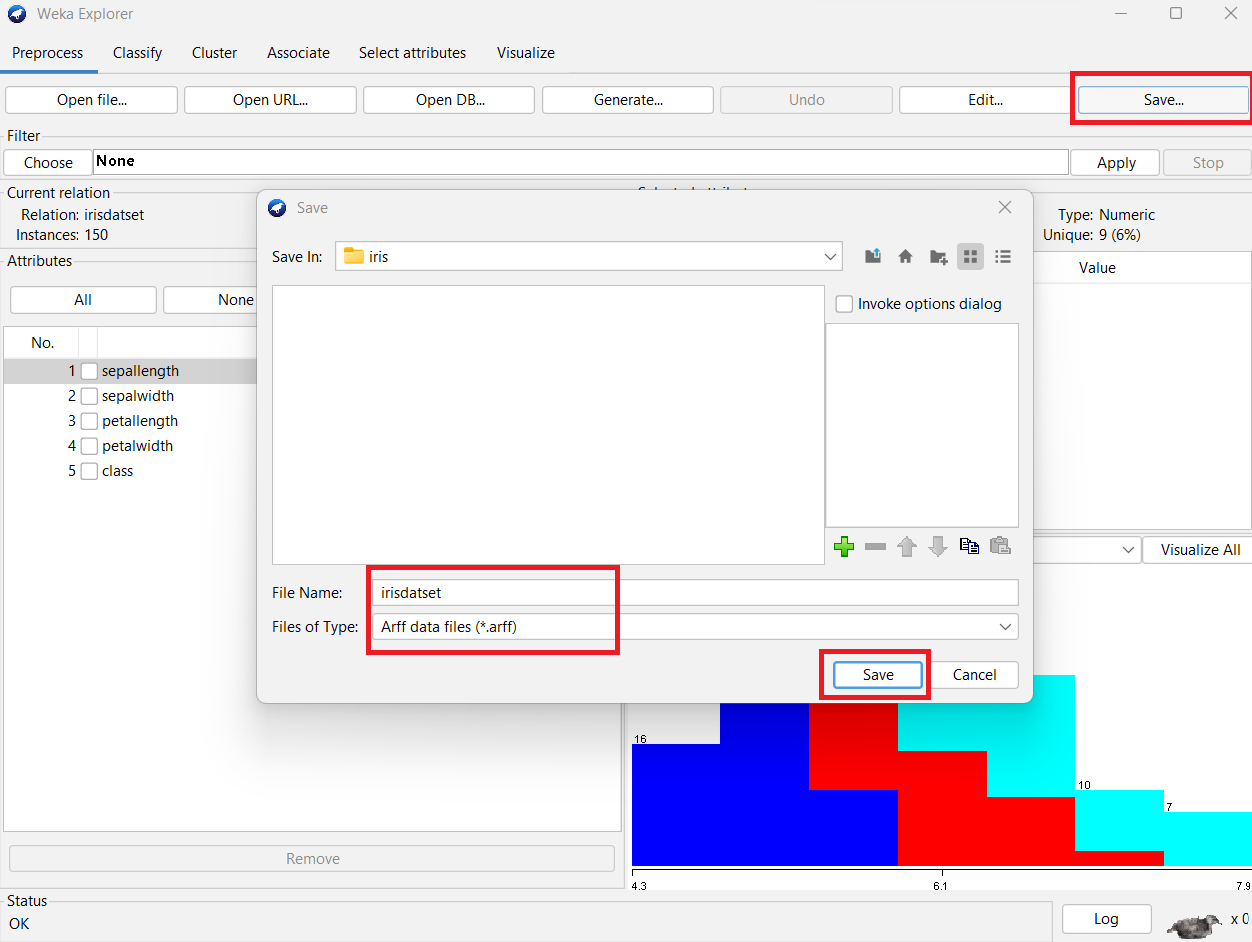 Weka Explorer
Preprocess Classify Cluster Associate Select attributes Visualize
Open file... Open URL... Open DB... Generate... Undo Edit... Save...
Filter
Choose None Apply Stop
Current relation
Relation: irisdatset
Instances: 150
Type: Numeric
Unique: 9 (6%)
Attributes
All None
Value
No.
1 sepallength
2 sepalwidth
3 petallength
4 petalwidth
5 class
Save
Save In: iris
Invoke options dialog
File Name: irisdatset
Files of Type: Arff data files (*.arff)
Save Cancel
Visualize All
16
10
7
4.3 6.1 7.9
Remove
Status
OK
Log x 0